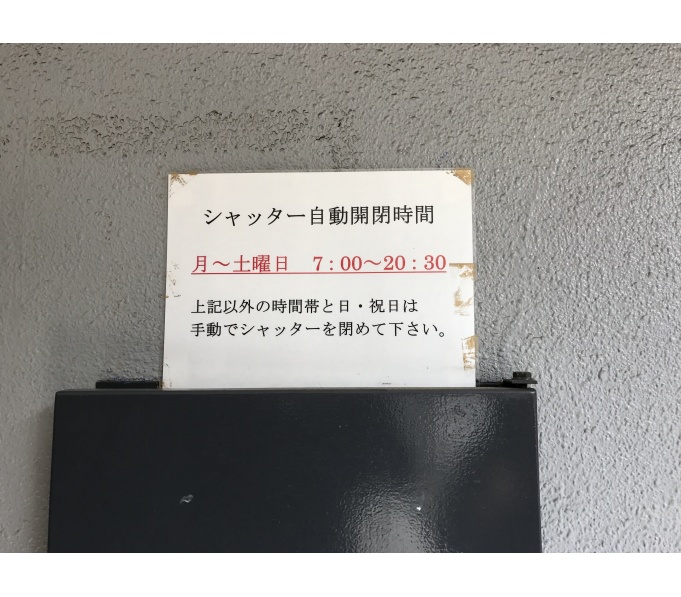 シャッター自動開閉時間
月～土曜日　7：00～20：30
上記以外の時間帯と日・祝日は
手動でシャッターを閉めて下さい。